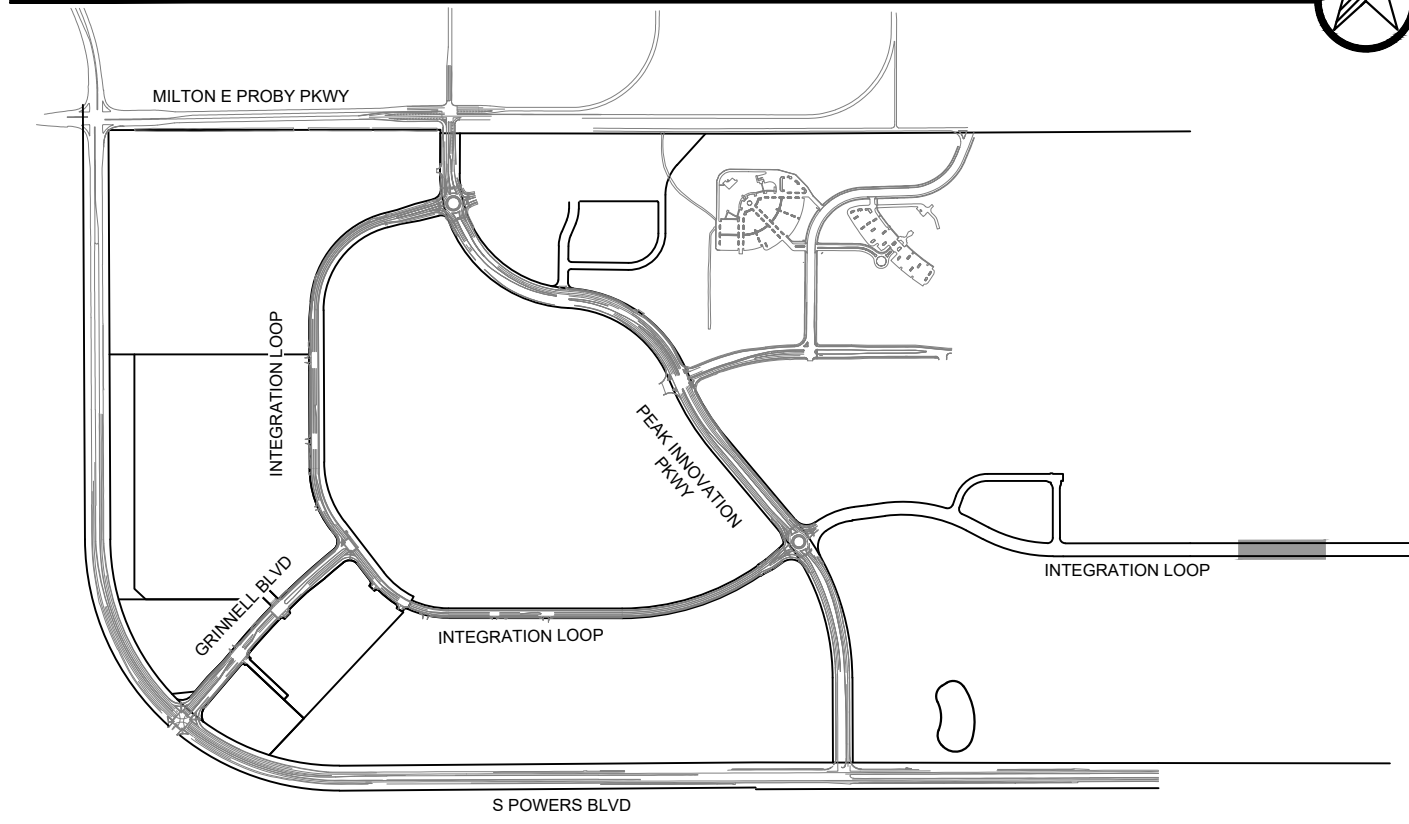 MILTON E PROBY PKWY
INTEGRATION LOOP
PEAK INNOVATION
PKWY
GRINNELL BLVD
INTEGRATION LOOP
INTEGRATION LOOP
S POWERS BLVD